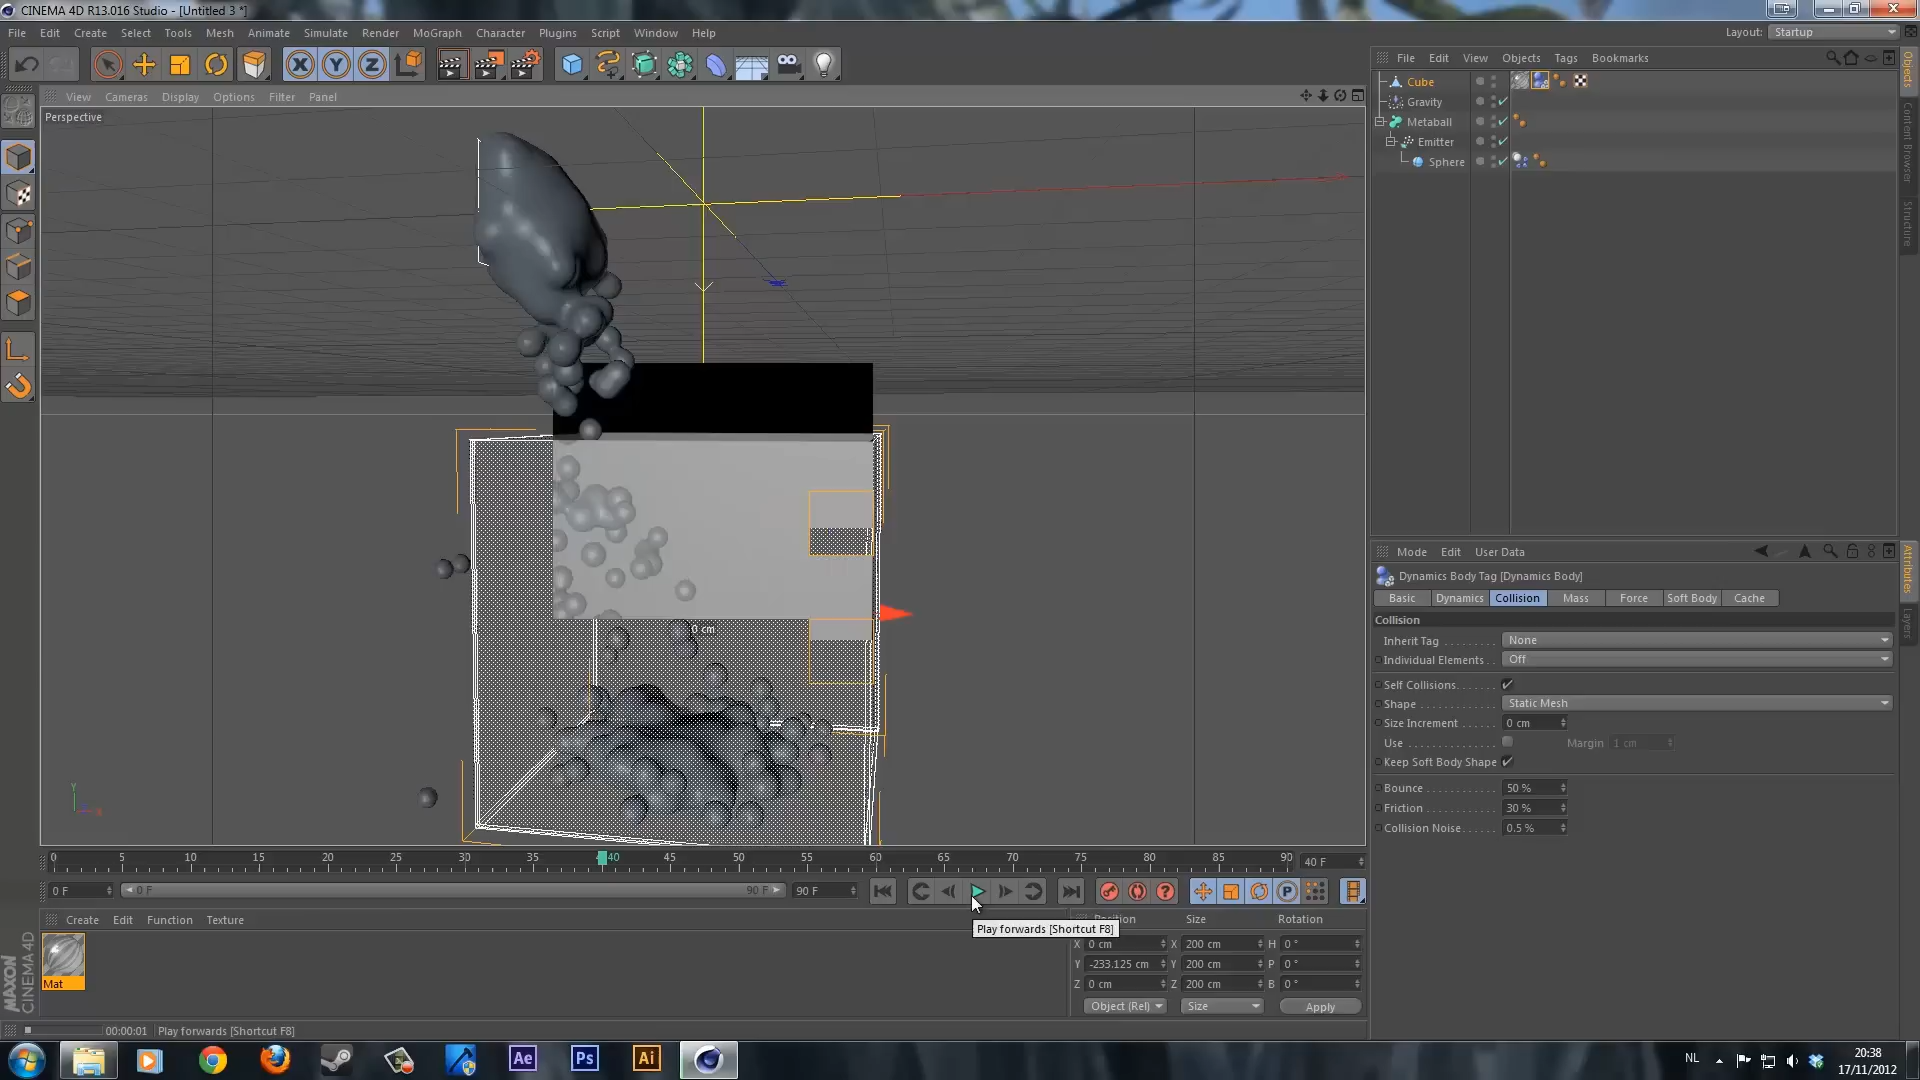 CINEMA 4D R13.016 Studio - [Untitled 3 *]
File Edit Create Select Tools Mesh Animate Simulate Render MoGraph Character Plugins Script Window Help
Layout: Startup
File Edit View Objects Tags Bookmarks
Cube
Gravity
Metaball
Emitter
Sphere
Objects
Content Browser
Structure
View Cameras Display Options Filter Panel
Perspective
X Y Z
0 cm
Y
Mode Edit User Data
Dynamics Body Tag [Dynamics Body]
Basic Dynamics Collision Mass Force Soft Body Cache
Collision
Inherit Tag None
Individual Elements Off
Self Collisions
Shape Static Mesh
Size Increment 0 cm
Use Margin 1 cm
Keep Soft Body Shape
Bounce 50 %
Friction 30 %
Collision Noise 0.5 %
Attributes
Layers
0 5 10 15 20 25 30 35 40 45 50 55 60 65 70 75 80 85 90 40 F
0 F 0 F 90 F 90 F
P
Create Edit Function Texture
Mat
MAXON
CINEMA 4D
Play forwards [Shortcut F8]
Position Size Rotation
X 0 cm X 200 cm H 0 °
Y -233.125 cm Y 200 cm P 0 °
Z 0 cm Z 200 cm B 0 °
Object (Rel) Size Apply
00:00:01 Play forwards [Shortcut F8]
Ae Ps Ai
NL
20:38
17/11/2012